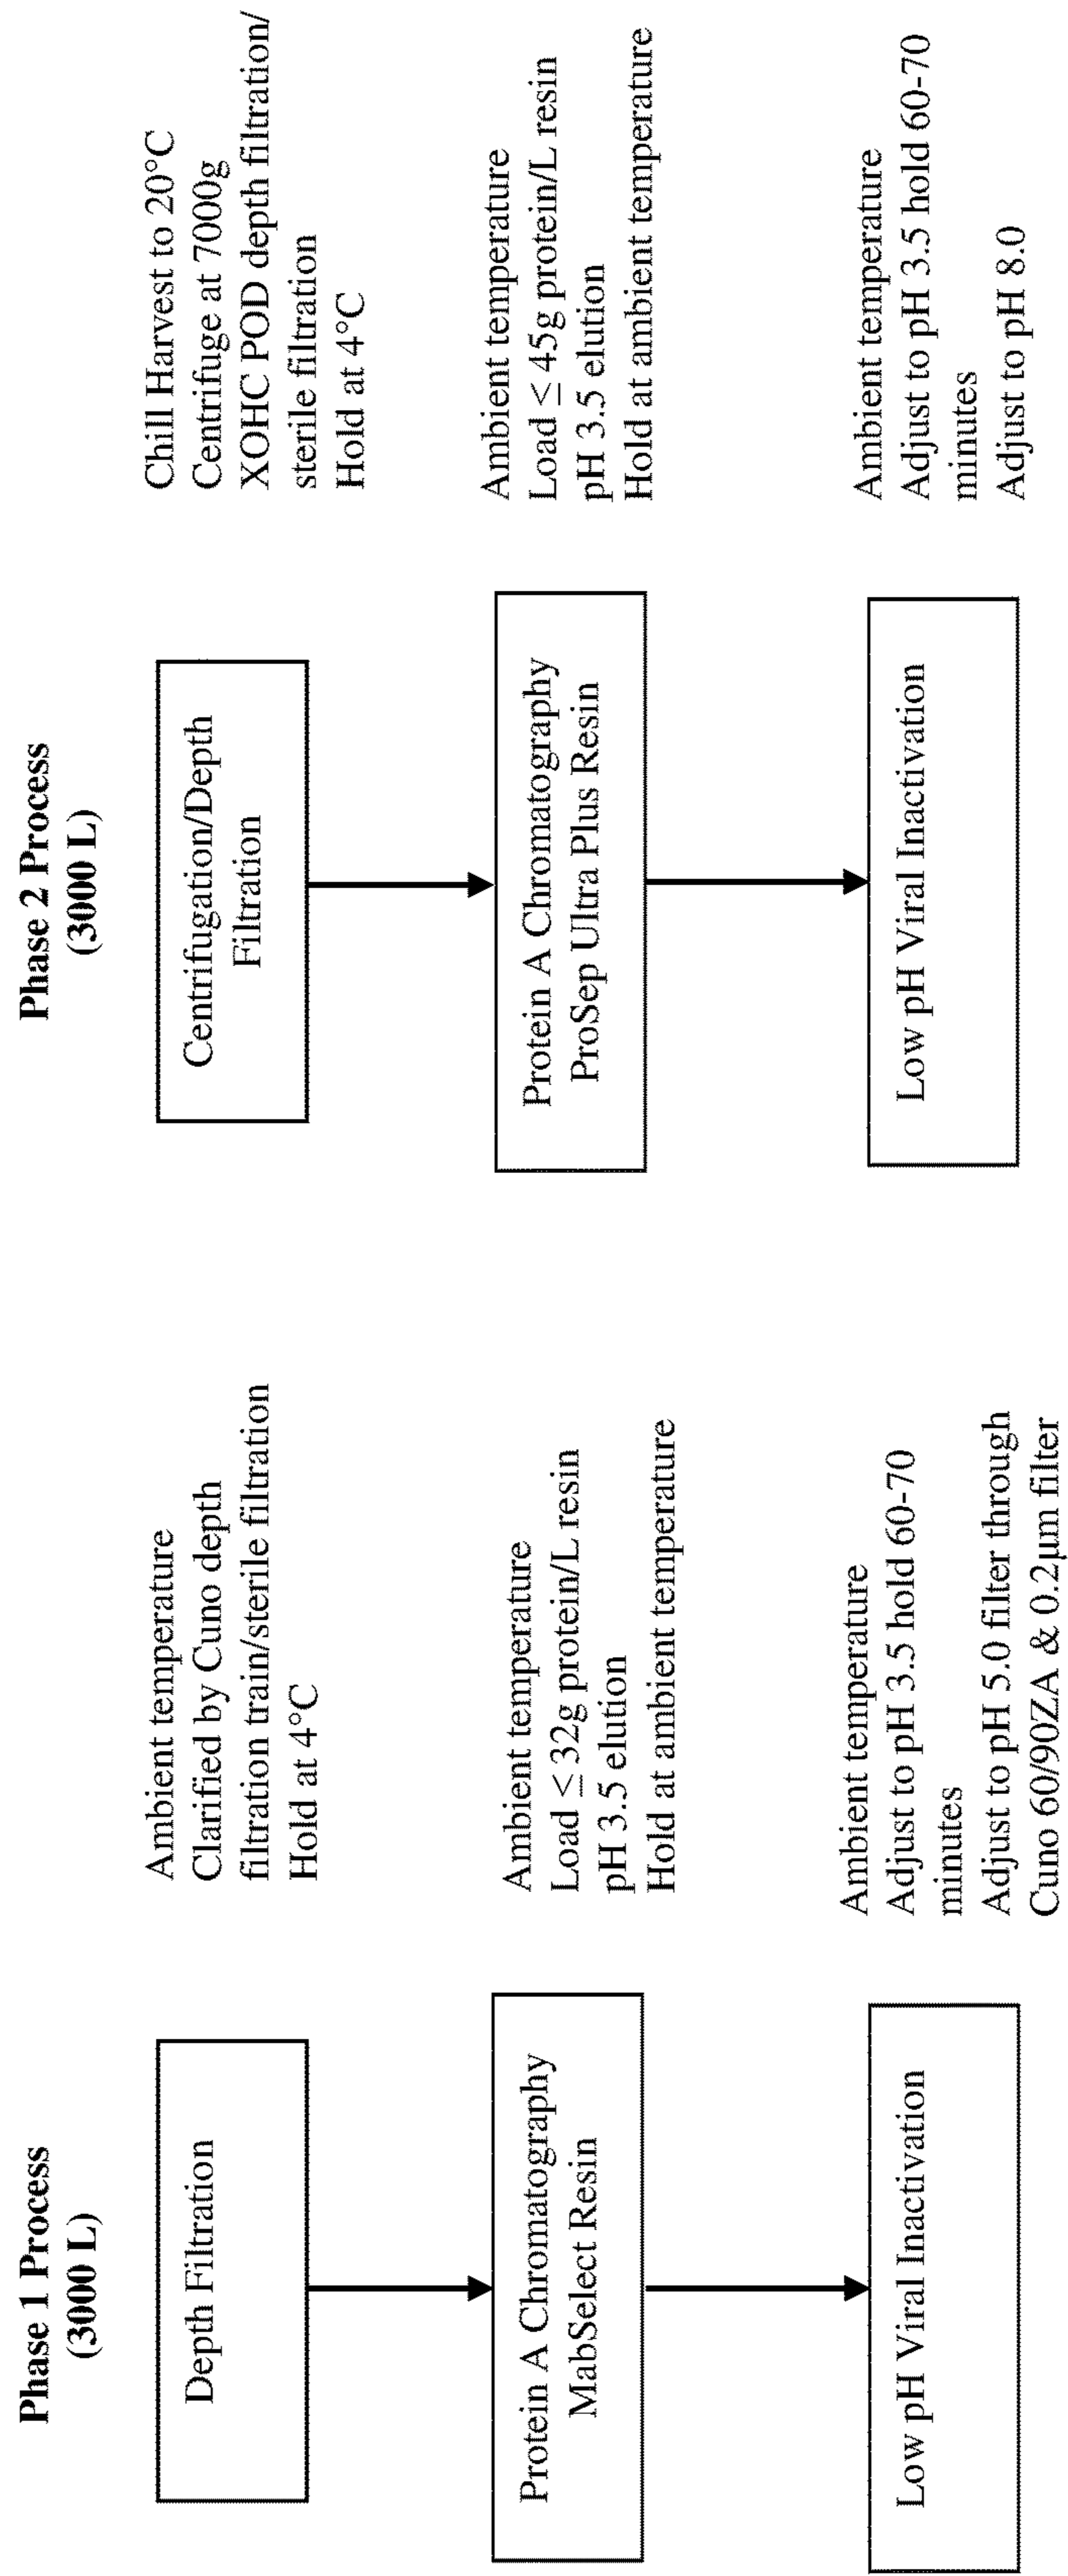 Phase 1 Process
(3000 L)
Depth Filtration
Ambient temperature
Clarified by Cuno depth
filtration train/sterile filtration
Hold at 4°C
Protein A Chromatography
MabSelect Resin
Ambient temperature
Load ≤ 32g protein/L resin
pH 3.5 elution
Hold at ambient temperature
Low pH Viral Inactivation
Ambient temperature
Adjust to pH 3.5 hold 60-70
minutes
Adjust to pH 5.0 filter through
Cuno 60/90ZA & 0.2μm filter
Phase 2 Process
(3000 L)
Centrifugation/Depth
Filtration
Chill Harvest to 20°C
Centrifuge at 7000g
XOHC POD depth filtration/
sterile filtration
Hold at 4°C
Protein A Chromatography
ProSep Ultra Plus Resin
Ambient temperature
Load ≤ 45g protein/L resin
pH 3.5 elution
Hold at ambient temperature
Low pH Viral Inactivation
Ambient temperature
Adjust to pH 3.5 hold 60-70
minutes
Adjust to pH 8.0